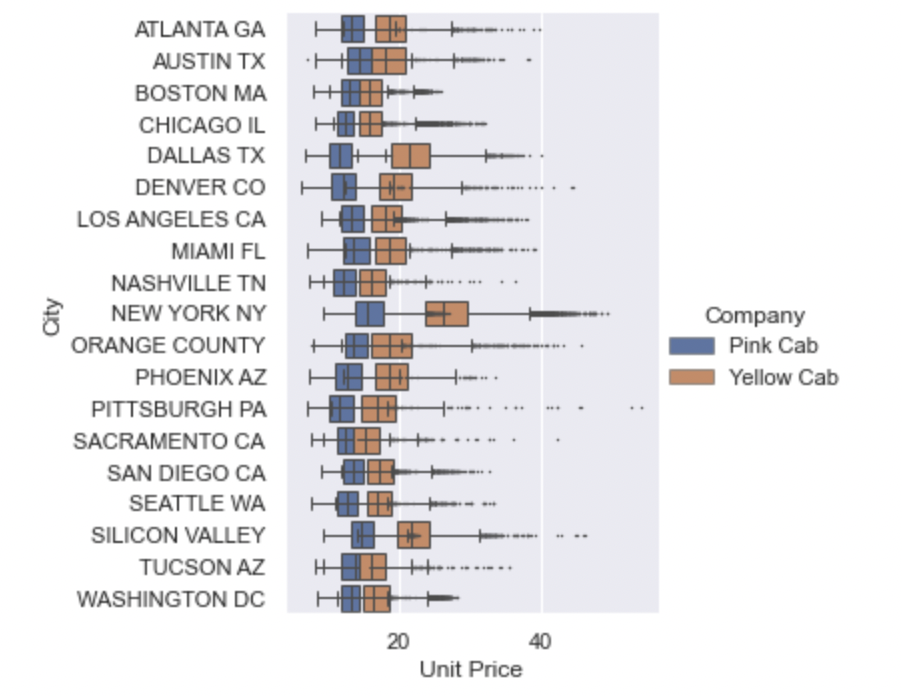 ATLANTA GA
AUSTIN TX
BOSTON MA
CHICAGO IL
DALLAS TX
DENVER CO
LOS ANGELES CA
MIAMI FL
NASHVILLE TN
NEW YORK NY
ORANGE COUNTY
PHOENIX AZ
PITTSBURGH PA
SACRAMENTO CA
SAN DIEGO CA
SEATTLE WA
SILICON VALLEY
TUCSON AZ
WASHINGTON DC
City
20 40
Unit Price
Company
Pink Cab
Yellow Cab